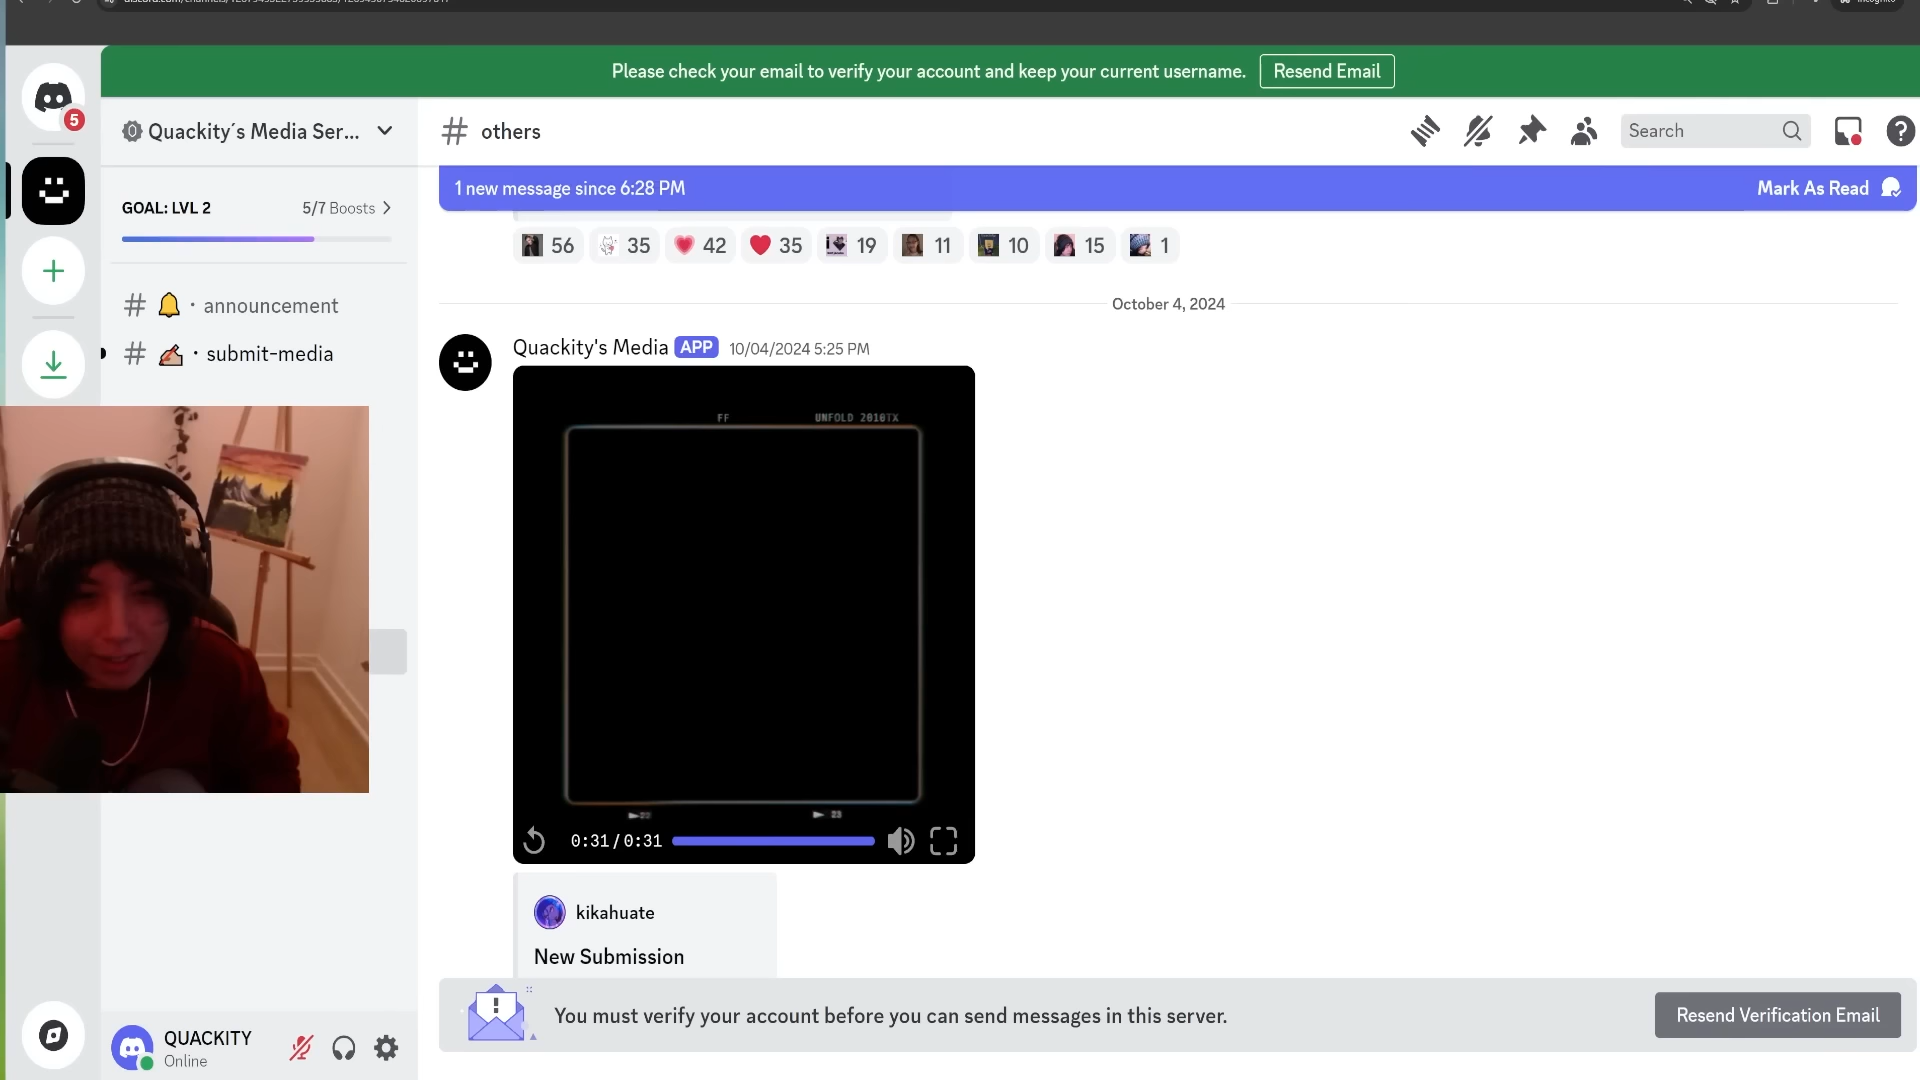 Please check your email to verify your account and keep your current username.
Resend Email
5
Quackity´s Media Ser...
# others
Search
1 new message since 6:28 PM
Mark As Read
GOAL: LVL 2
5/7 Boosts
56 35 42 35 19 11 10 15 1
October 4, 2024
announcement
submit-media
Quackity's Media APP 10/04/2024 5:25 PM
FF
UNFOLD 2010TX
22
23
0:31/0:31
kikahuate
New Submission
You must verify your account before you can send messages in this server.
Resend Verification Email
QUACKITY
Online